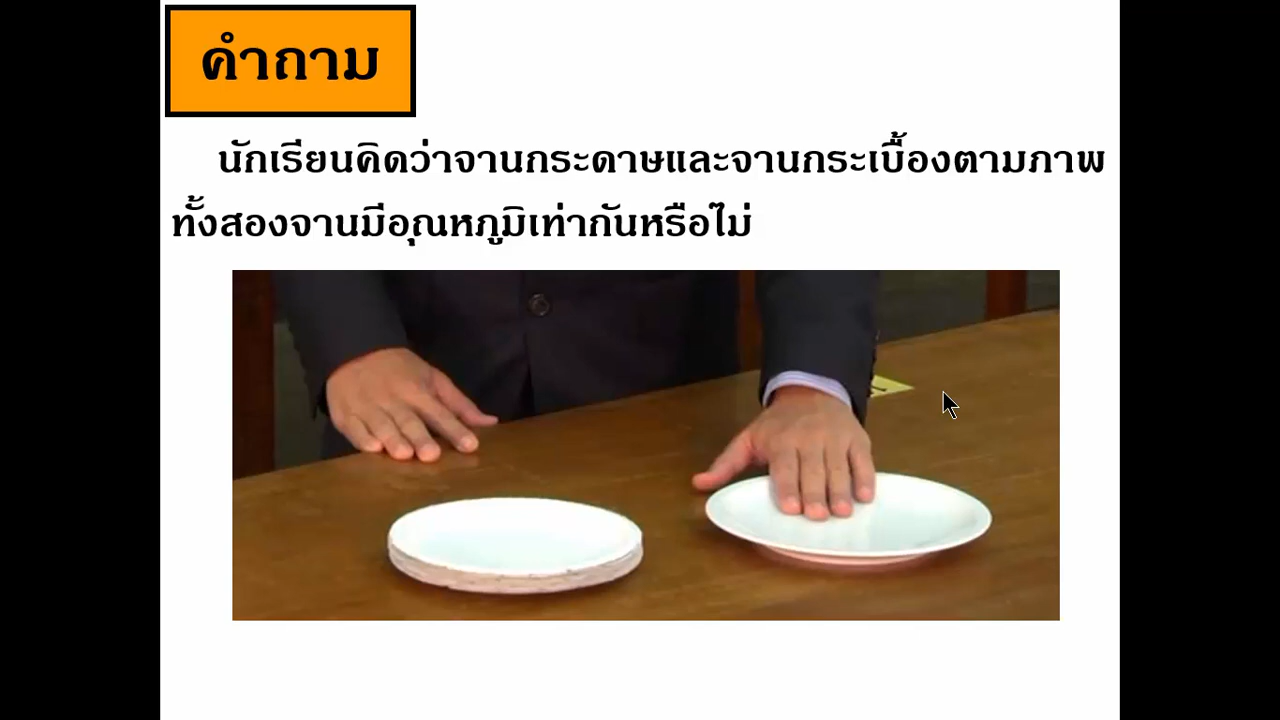 คำถาม
นักเรียนคิดว่าจานกระดาษและจานกระเบื้องตามภาพ
ทั้งสองจานมีอุณหภูมิเท่ากันหรือไม่